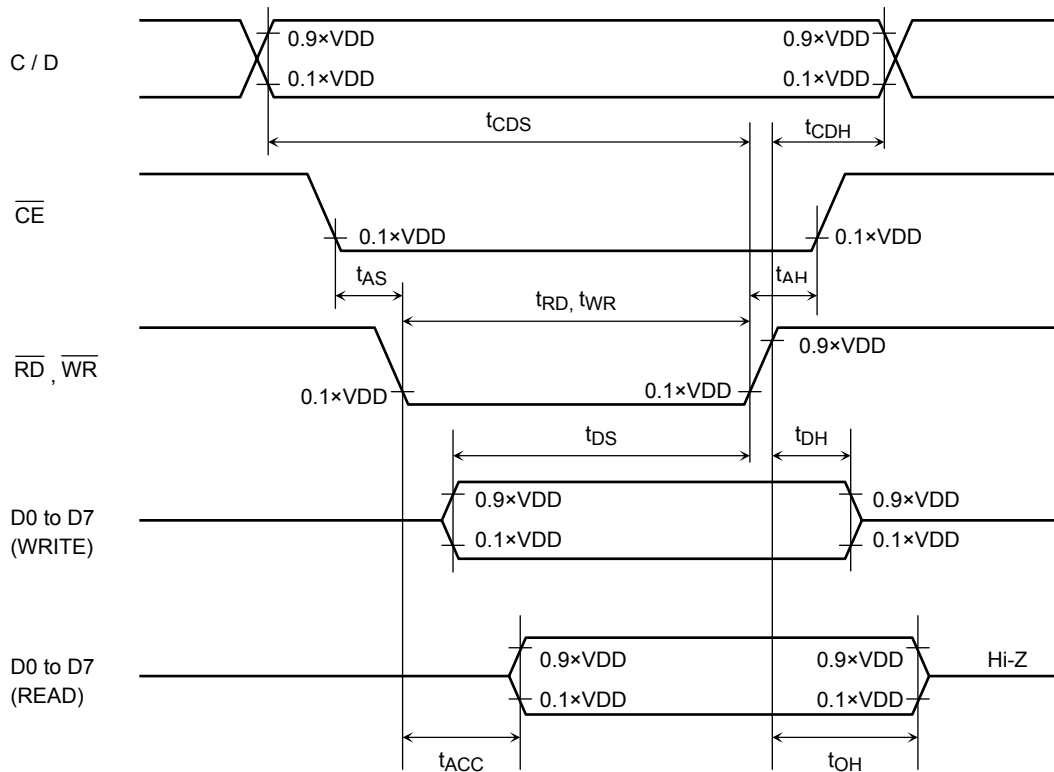 C / D
0.9×VDD
0.9×VDD
0.1×VDD
0.1×VDD
tCDS
tCDH
CE
0.1×VDD
0.1×VDD
tAS
tRD, tWR
tAH
RD , WR
0.9×VDD
0.1×VDD
0.1×VDD
tDS
tDH
D0 to D7
(WRITE)
0.9×VDD
0.9×VDD
0.1×VDD
0.1×VDD
D0 to D7
(READ)
0.9×VDD
0.9×VDD
Hi-Z
0.1×VDD
0.1×VDD
tACC
tOH